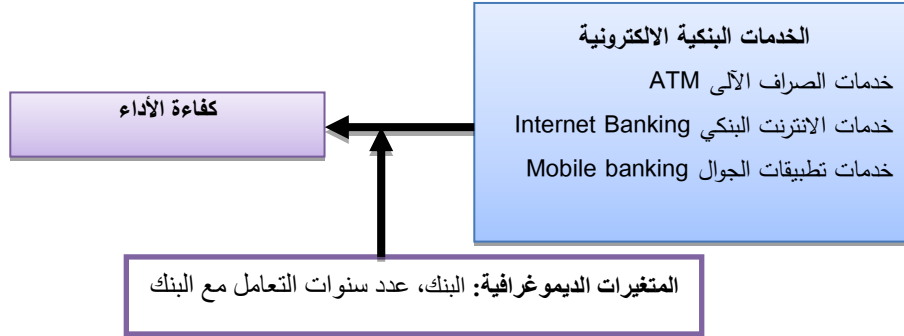 الخدمات البنكية الالكترونية
خدمات الصراف الآلى ATM
خدمات الانترنت البنكي Internet Banking
خدمات تطبيقات الجوال Mobile banking
كفاءة الأداء
المتغيرات الديموغرافية: البنك، عدد سنوات التعامل مع البنك